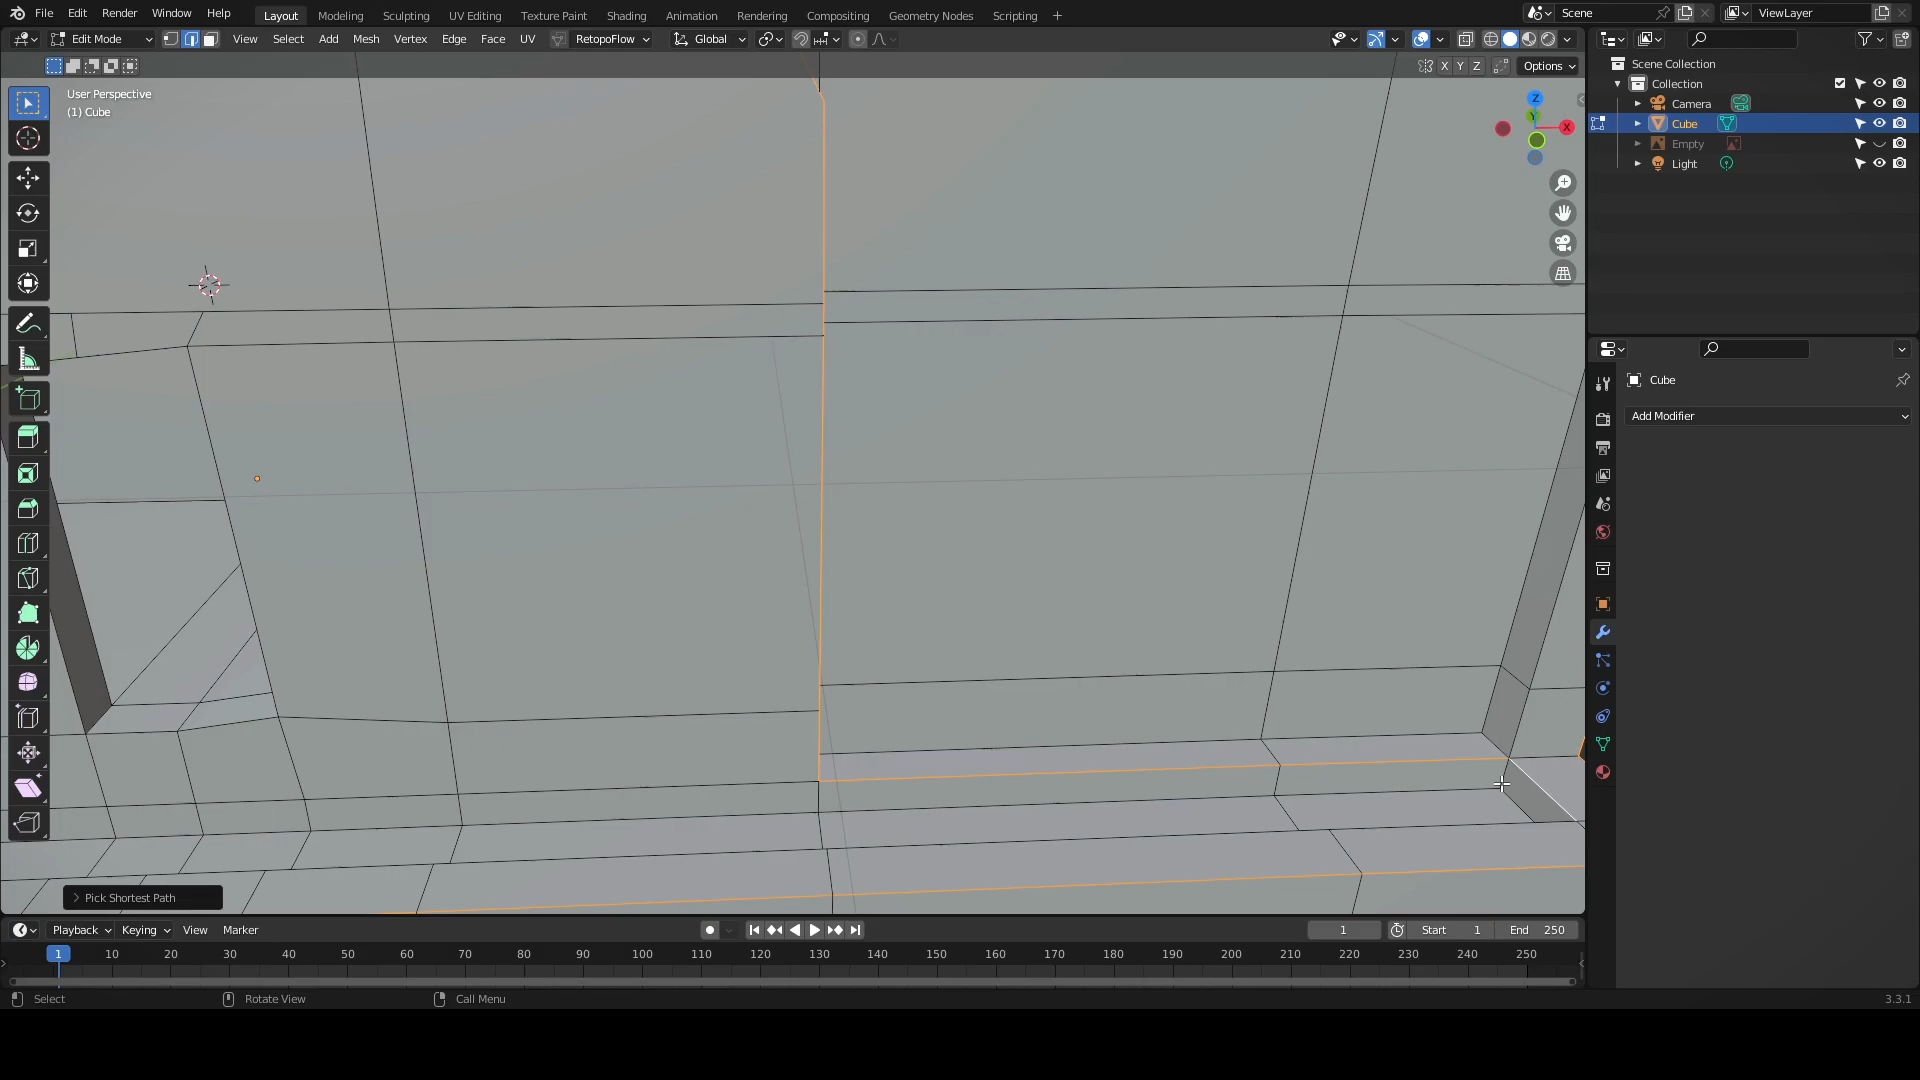 File Edit Render Window Help Layout Modeling Sculpting UV Editing Texture Paint Shading Animation Rendering Compositing Geometry Nodes Scripting + Scene ViewLayer
Edit Mode View Select Add Mesh Vertex Edge Face UV RetopoFlow Global
X Y Z Options
User Perspective
(1) Cube
Z
Y
X
Scene Collection
Collection
Camera
Cube
Empty
Light
Cube
Add Modifier
Pick Shortest Path
Playback Keying View Marker 1 Start 1 End 250
1 10 20 30 40 50 60 70 80 90 100 110 120 130 140 150 160 170 180 190 200 210 220 230 240 250
Select Rotate View Call Menu 3.3.1